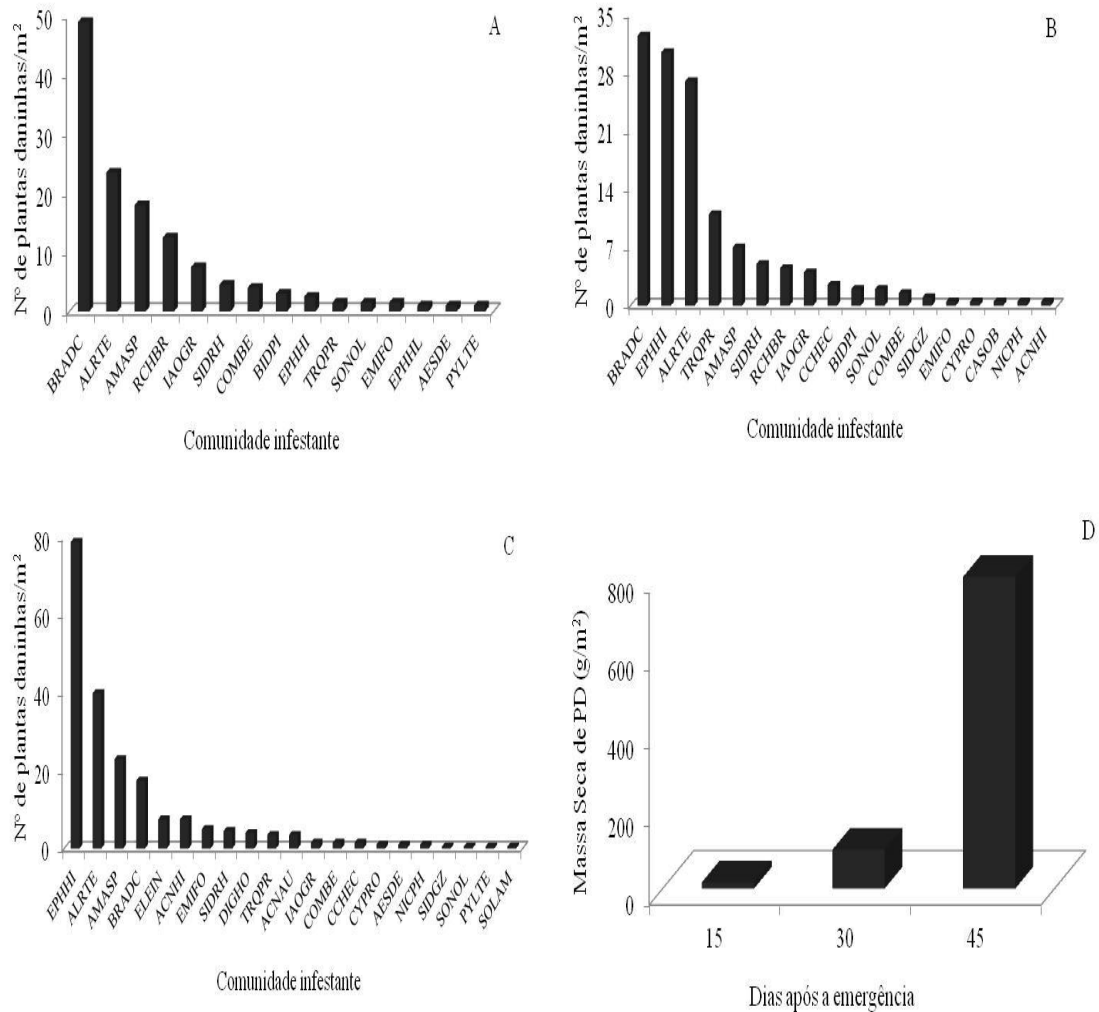 A
Nº de plantas daninhas/m²
50
40
30
20
10
0
BRADC
ALRTE
AMASP
RCHBR
IAOGR
SIDRH
COMBE
BIDPI
EPHHI
TRQPR
SONOL
EMIFO
EPHHL
AESDE
PYLTE
Comunidade infestante
B
Nº de plantas daninhas/m²
35
28
21
14
7
0
BRADC
EPHHI
ALRTE
TRQPR
AMASP
SIDRH
RCHBR
IAOGR
CCHEC
BIDPI
SONOL
COMBE
SIDGZ
EMIFO
CYPRO
CASOB
NICPH
ACNHI
Comunidade infestante
C
Nº de plantas daninhas/m²
80
60
40
20
0
EPHHI
ALRTE
AMASP
BRADC
ELEIN
ACNHI
EMIFO
SIDRH
DIGHO
TRQPR
ACNAU
IAOGR
COMBE
CCHEC
CYPRO
AESDE
NICPH
SIDGZ
SONOL
PYLTE
SOLAM
Comunidade infestante
D
Massa Seca de PD (g/m²)
800
600
400
200
0
15
30
45
Dias após a emergência